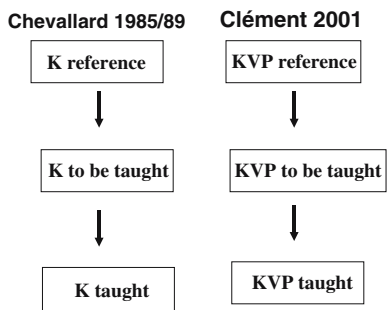 Chevallard 1985/89
K reference
K to be taught
K taught
Clément 2001
KVP reference
KVP to be taught
KVP taught